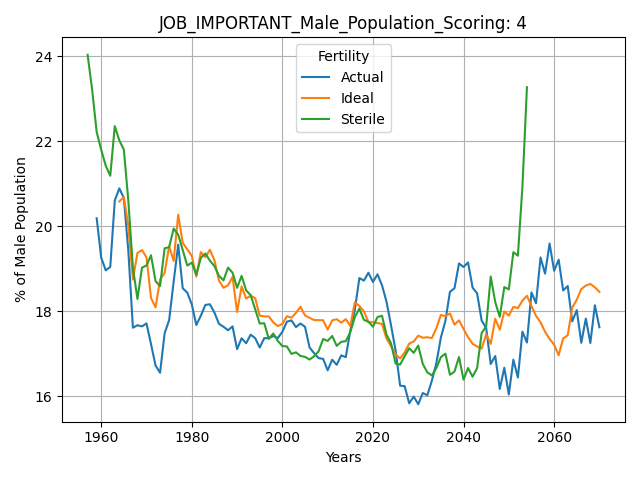 JOB_IMPORTANT_Male_Population_Scoring: 4
Fertility
Actual
Ideal
Sterile
% of Male Population
24
22
20
18
16
1960
1980
2000
2020
2040
2060
Years